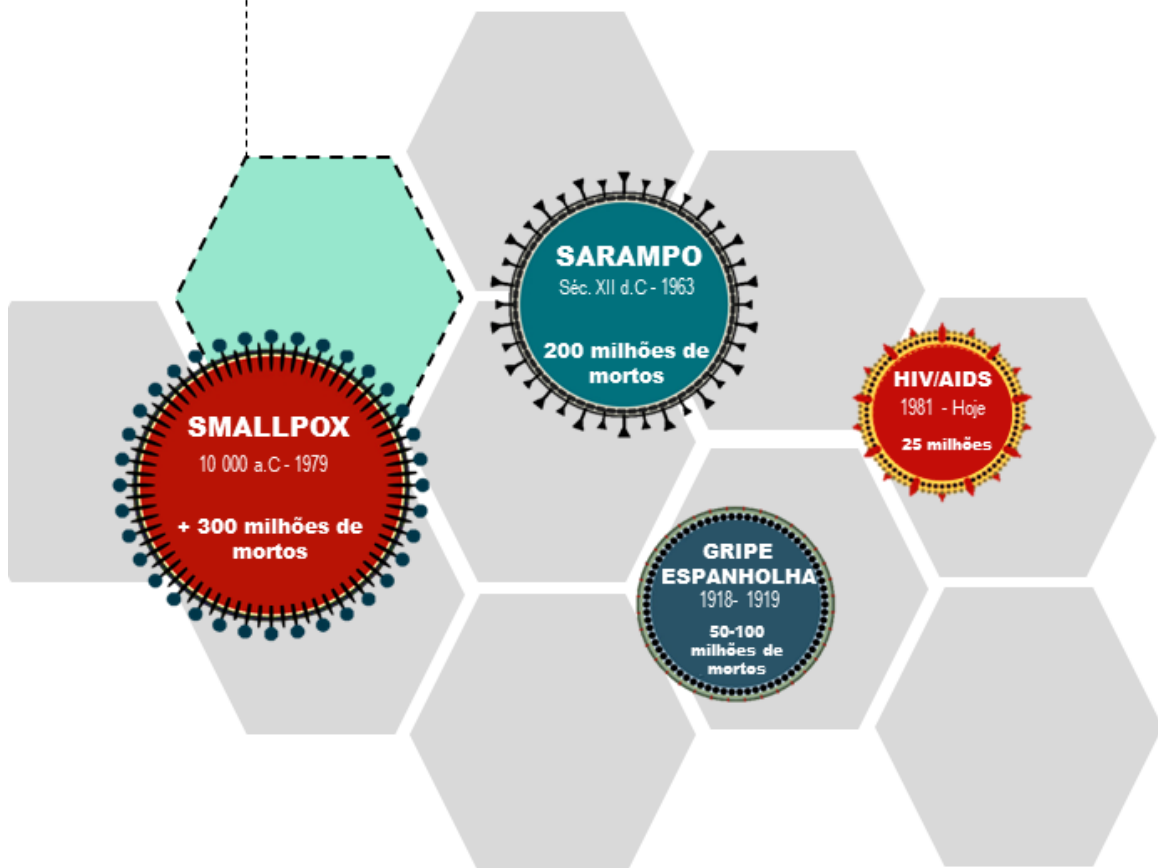 SARAMPO
Séc. XII d.C - 1963
200 milhões de
mortos
HIV/AIDS
1981 - Hoje
25 milhões
SMALLPOX
10 000 a.C - 1979
+ 300 milhões de
mortos
GRIPE
ESPANHOLHA
1918- 1919
50-100
milhões de
mortos